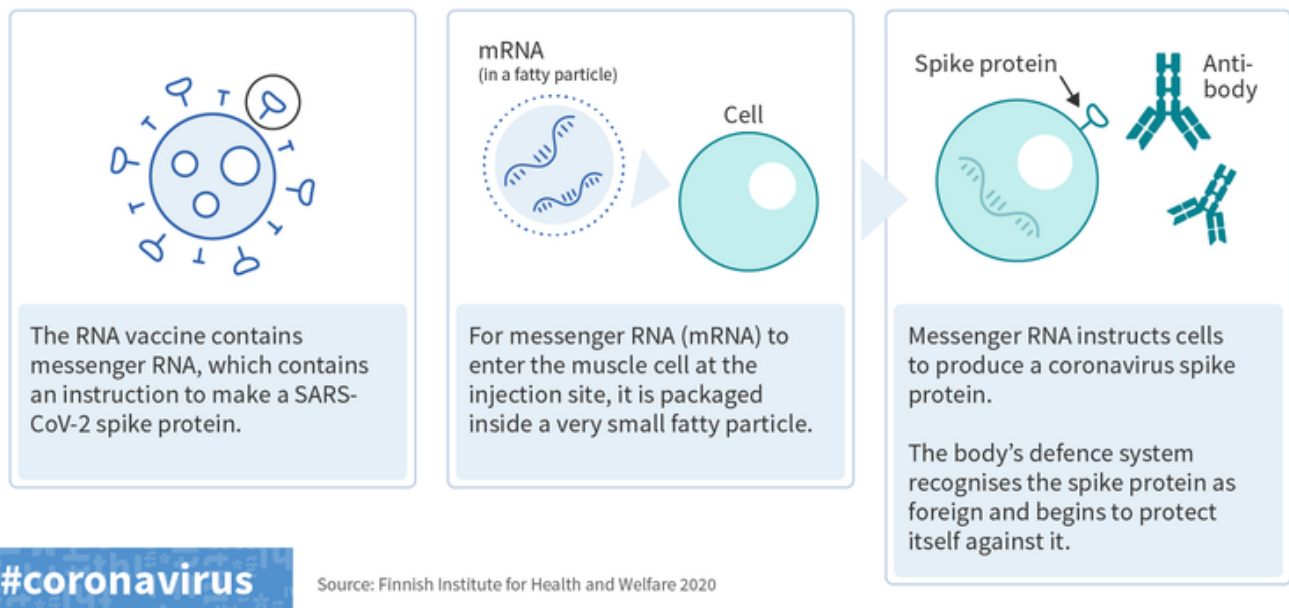 The RNA vaccine contains
messenger RNA, which contains
an instruction to make a SARS-
CoV-2 spike protein.
mRNA
(in a fatty particle)
Cell
For messenger RNA (mRNA) to
enter the muscle cell at the
injection site, it is packaged
inside a very small fatty particle.
Spike protein
Anti-
body
Messenger RNA instructs cells
to produce a coronavirus spike
protein.
The body's defence system
recognises the spike protein as
foreign and begins to protect
itself against it.
#coronavirus
Source: Finnish Institute for Health and Welfare 2020